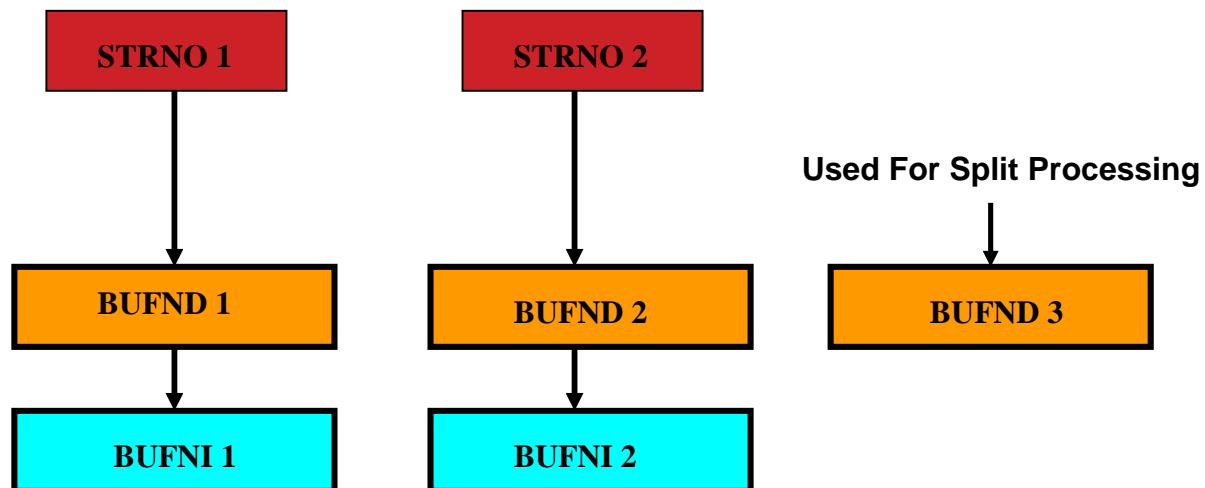 STRNO 1
STRNO 2
Used For Split Processing
BUFND 1
BUFND 2
BUFND 3
BUFNI 1
BUFNI 2